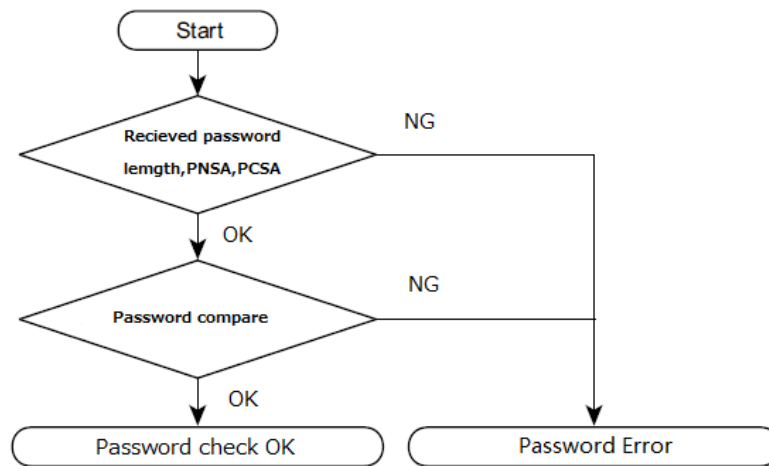 Start
NG
Recieved password
lemgth,PNSA,PCSA
OK
NG
Password compare
OK
Password check OK
Password Error